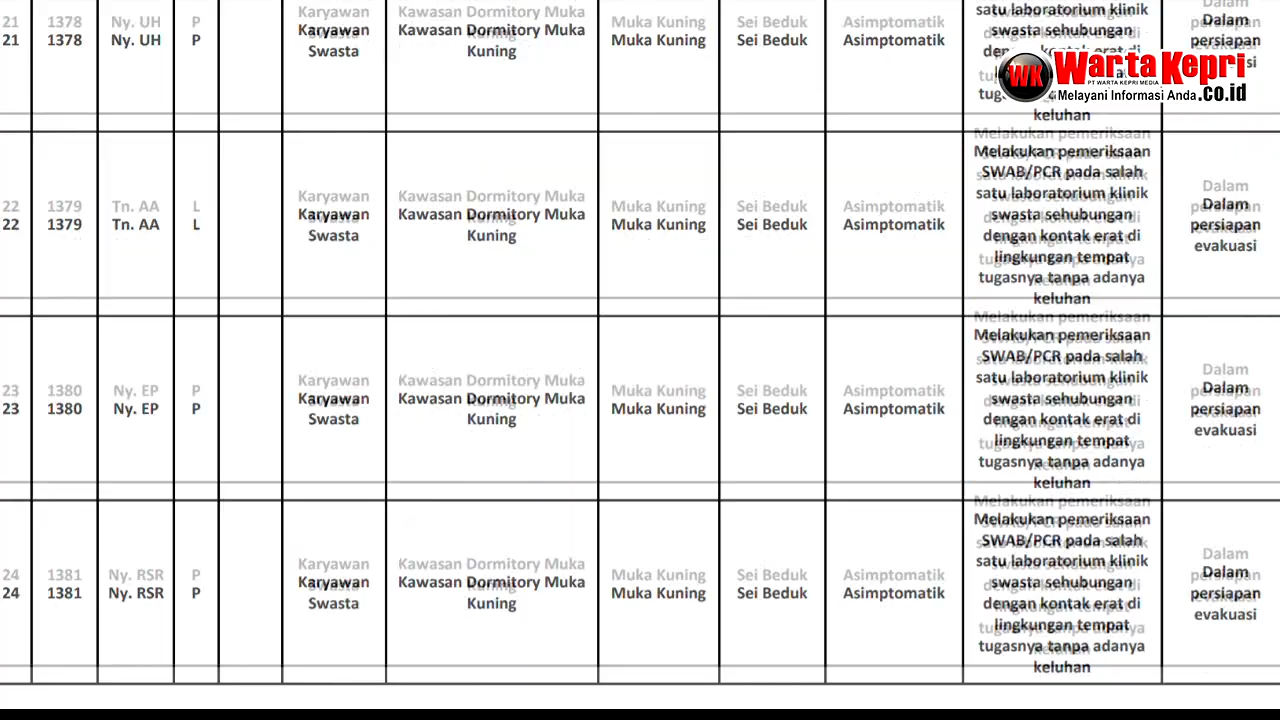 21 1378 Ny. UH P Karyawan Swasta Kawasan Dormitory Muka Kuning Muka Kuning Sei Beduk Asimptomatik satu laboratorium klinik swasta sehubungan keluhan Dalam persiapan
WK WartaKepri
PT WARTA KEPRI MEDIA
Melayani Informasi Anda .co.id
22 1379 Tn. AA L Karyawan Swasta Kawasan Dormitory Muka Kuning Muka Kuning Sei Beduk Asimptomatik Melakukan pemeriksaan SWAB/PCR pada salah satu laboratorium klinik swasta sehubungan dengan kontak erat di lingkungan tempat tugasnya tanpa adanya keluhan Dalam persiapan evakuasi
23 1380 Ny. EP P Karyawan Swasta Kawasan Dormitory Muka Kuning Muka Kuning Sei Beduk Asimptomatik Melakukan pemeriksaan SWAB/PCR pada salah satu laboratorium klinik swasta sehubungan dengan kontak erat di lingkungan tempat tugasnya tanpa adanya keluhan Dalam persiapan evakuasi
24 1381 Ny. RSR P Karyawan Swasta Kawasan Dormitory Muka Kuning Muka Kuning Sei Beduk Asimptomatik Melakukan pemeriksaan SWAB/PCR pada salah satu laboratorium klinik swasta sehubungan dengan kontak erat di lingkungan tempat tugasnya tanpa adanya keluhan Dalam persiapan evakuasi